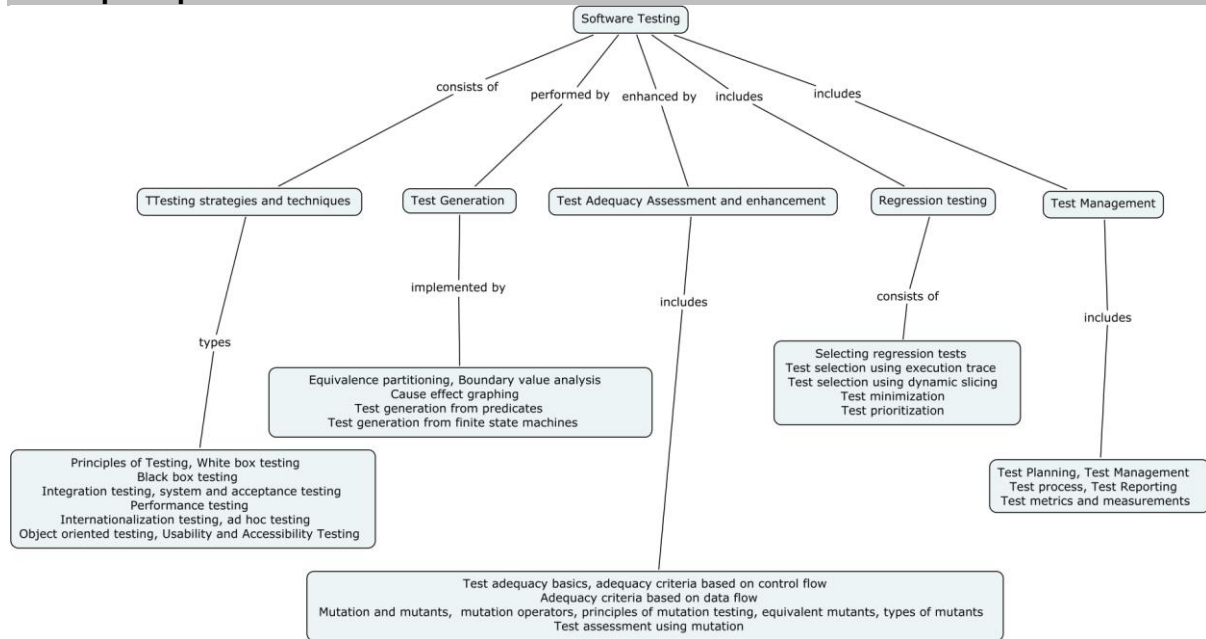 Software Testing
consists of
performed by
enhanced by
includes
includes
TTesting strategies and techniques
Test Generation
Test Adequacy Assessment and enhancement
Regression testing
Test Management
implemented by
includes
consists of
includes
types
Selecting regression tests
Test selection using execution trace
Test selection using dynamic slicing
Test minimization
Test prioritization
Equivalence partitioning, Boundary value analysis
Cause effect graphing
Test generation from predicates
Test generation from finite state machines
Principles of Testing, White box testing
Black box testing
Integration testing, system and acceptance testing
Performance testing
Internationalization testing, ad hoc testing
Object oriented testing, Usability and Accessibility Testing
Test Planning, Test Management
Test process, Test Reporting
Test metrics and measurements
Test adequacy basics, adequacy criteria based on control flow
Adequacy criteria based on data flow
Mutation and mutants, mutation operators, principles of mutation testing, equivalent mutants, types of mutants
Test assessment using mutation